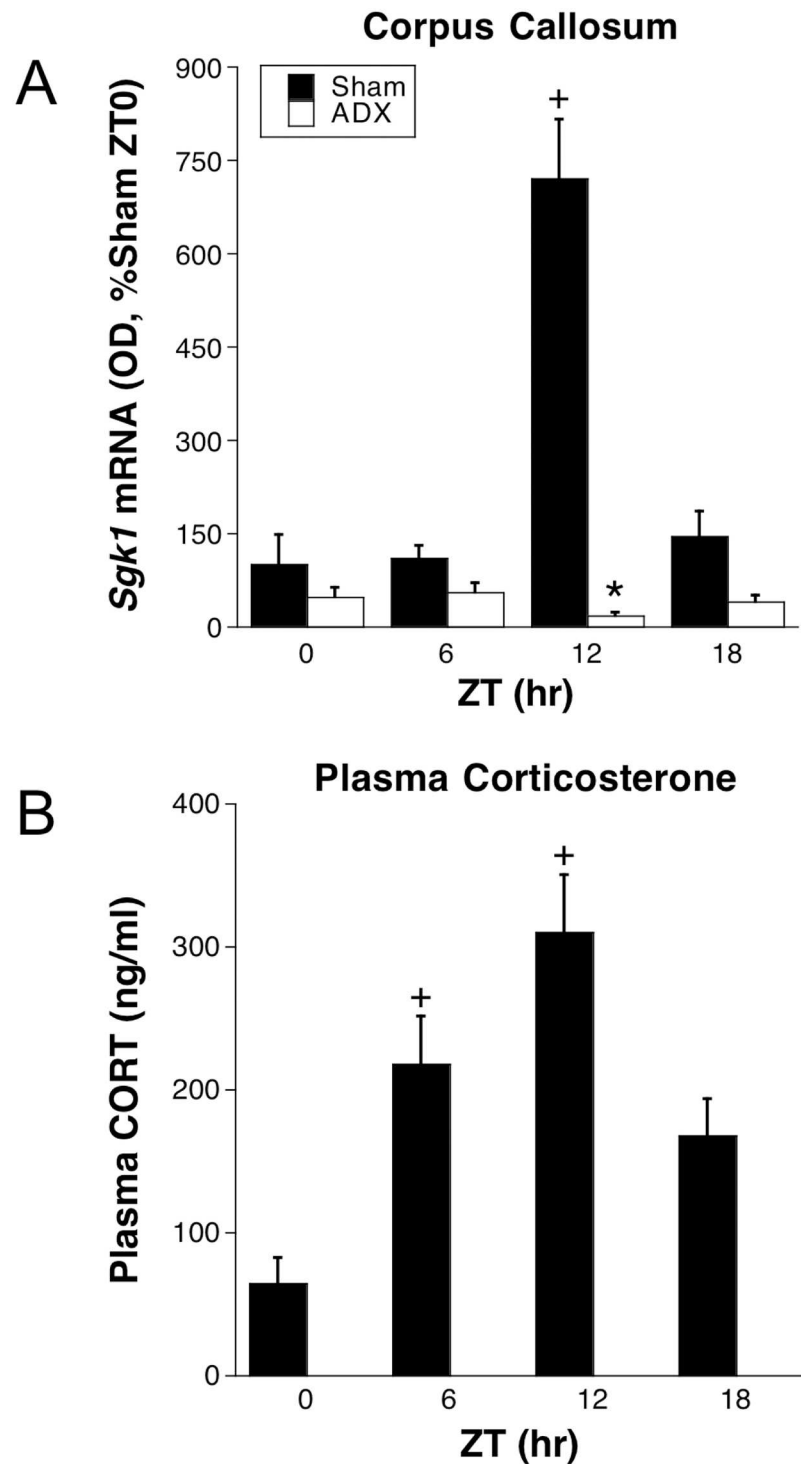 Corpus Callosum
A
Sgk1 mRNA (OD, %Sham ZT0)
900
750
600
450
300
150
0
Sham
ADX
+
*
0 6 12 18
ZT (hr)
Plasma Corticosterone
B
Plasma CORT (ng/ml)
400
300
200
100
0
+
+
0 6 12 18
ZT (hr)